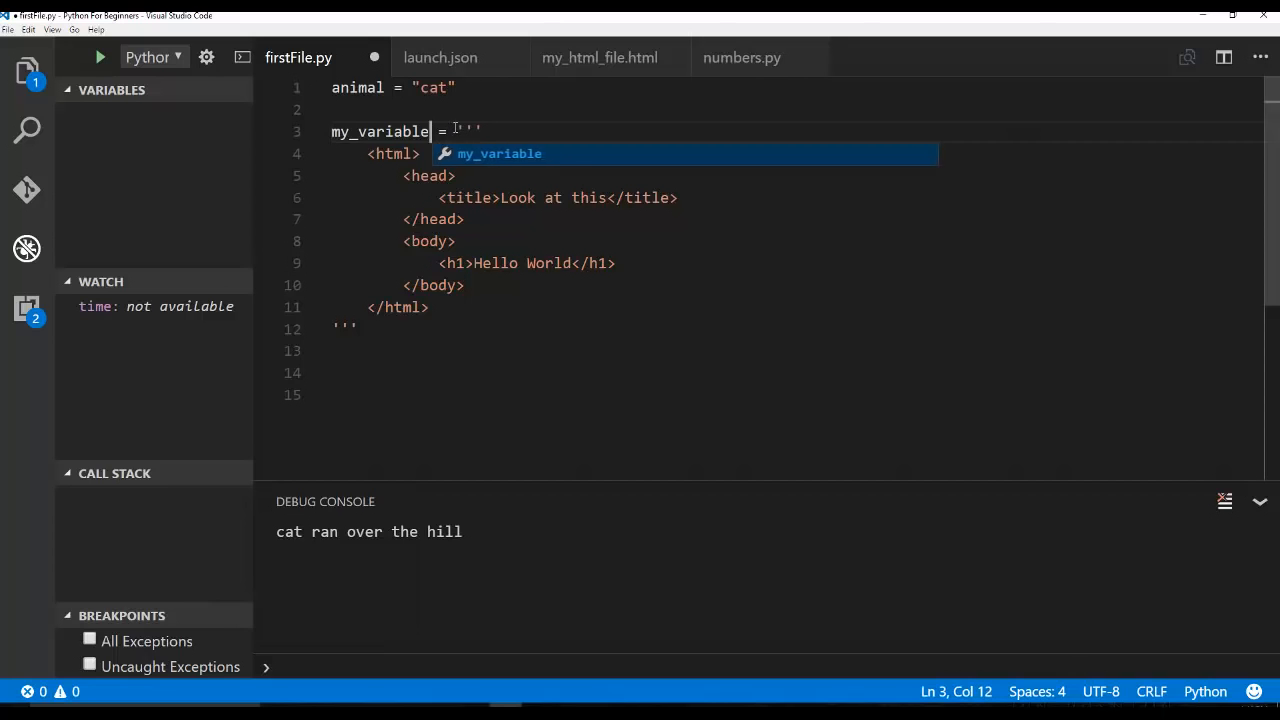 firstFile.py - Python For Beginners - Visual Studio Code
File Edit View Go Help
Python
firstFile.py launch.json my_html_file.html numbers.py
VARIABLES
WATCH
time: not available
CALL STACK
BREAKPOINTS
All Exceptions
Uncaught Exceptions
1
2
1 animal = "cat"
2
3 my_variable = '''
4 <html>
my_variable
5 <head>
6 <title>Look at this</title>
7 </head>
8 <body>
9 <h1>Hello World</h1>
10 </body>
11 </html>
12 '''
13
14
15
DEBUG CONSOLE
cat ran over the hill
0 0 Ln 3, Col 12 Spaces: 4 UTF-8 CRLF Python